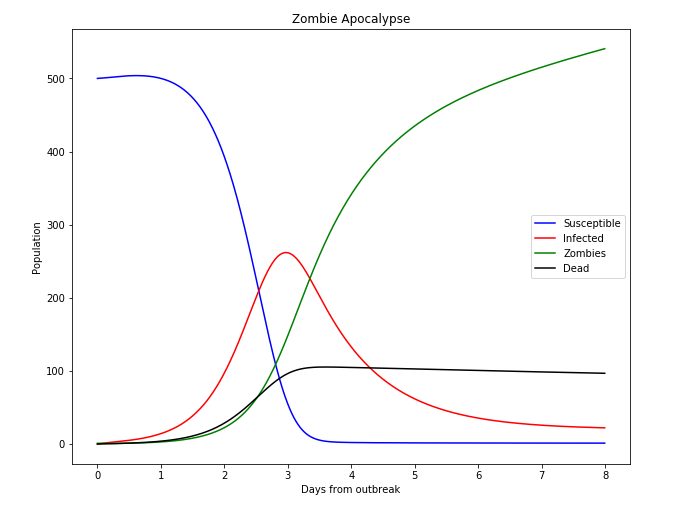 Zombie Apocalypse
500
400
300
200
100
0
Population
Susceptible
Infected
Zombies
Dead
0 1 2 3 4 5 6 7 8
Days from outbreak